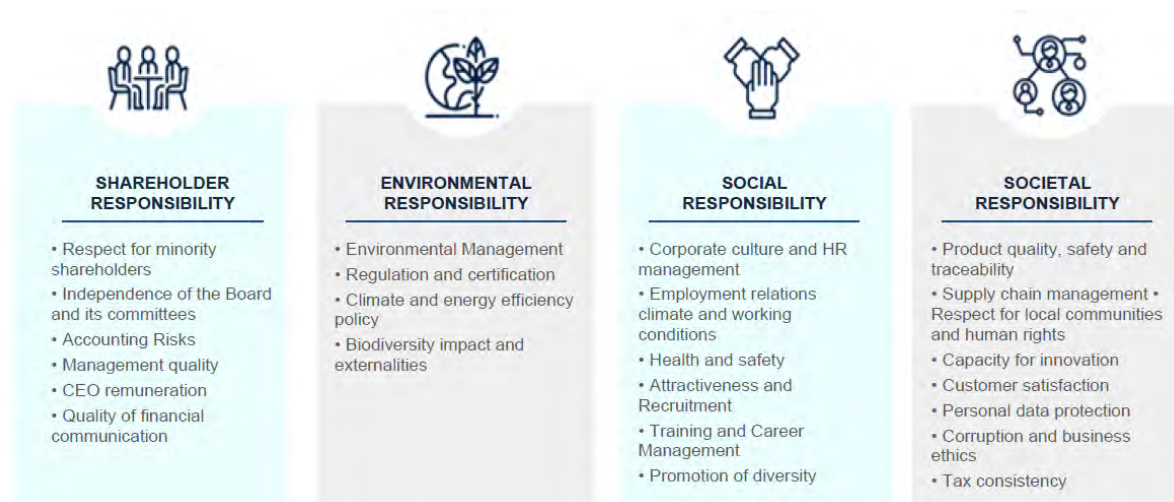 SHAREHOLDER
RESPONSIBILITY
• Respect for minority
shareholders
• Independence of the Board
and its committees
• Accounting Risks
• Management quality
• CEO remuneration
• Quality of financial
communication
ENVIRONMENTAL
RESPONSIBILITY
• Environmental Management
• Regulation and certification
• Climate and energy efficiency
policy
• Biodiversity impact and
externalities
SOCIAL
RESPONSIBILITY
• Corporate culture and HR
management
• Employment relations
climate and working
conditions
• Health and safety
• Attractiveness and
Recruitment
• Training and Career
Management
• Promotion of diversity
SOCIETAL
RESPONSIBILITY
• Product quality, safety and
traceability
• Supply chain management •
Respect for local communities
and human rights
• Capacity for innovation
• Customer satisfaction
• Personal data protection
• Corruption and business
ethics
• Tax consistency